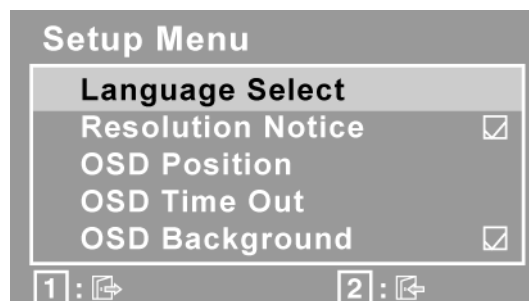 Setup Menu
Language Select
Resolution Notice
OSD Position
OSD Time Out
OSD Background
1 : 2 :